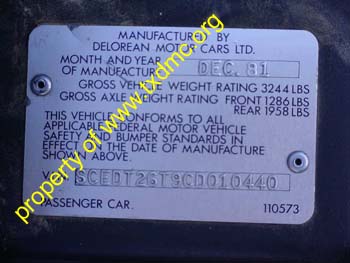 MANUFACTURED BY
DELOREAN MOTOR CARS LTD.
MONTH AND YEAR
OF MANUFACTURE DEC. 81
GROSS VEHICLE WEIGHT RATING 3244 LBS
GROSS AXLE WEIGHT RATING FRONT 1286 LBS
REAR 1958 LBS
THIS VEHICLE CONFORMS TO ALL
APPLICABLE FEDERAL MOTOR VEHICLE
SAFETY AND BUMPER STANDARDS IN
EFFECT ON THE DATE OF MANUFACTURE
SHOWN ABOVE.
V.I.N. SCEDT26T9CD010440
PASSENGER CAR. 110573
property of www.txdmc.org